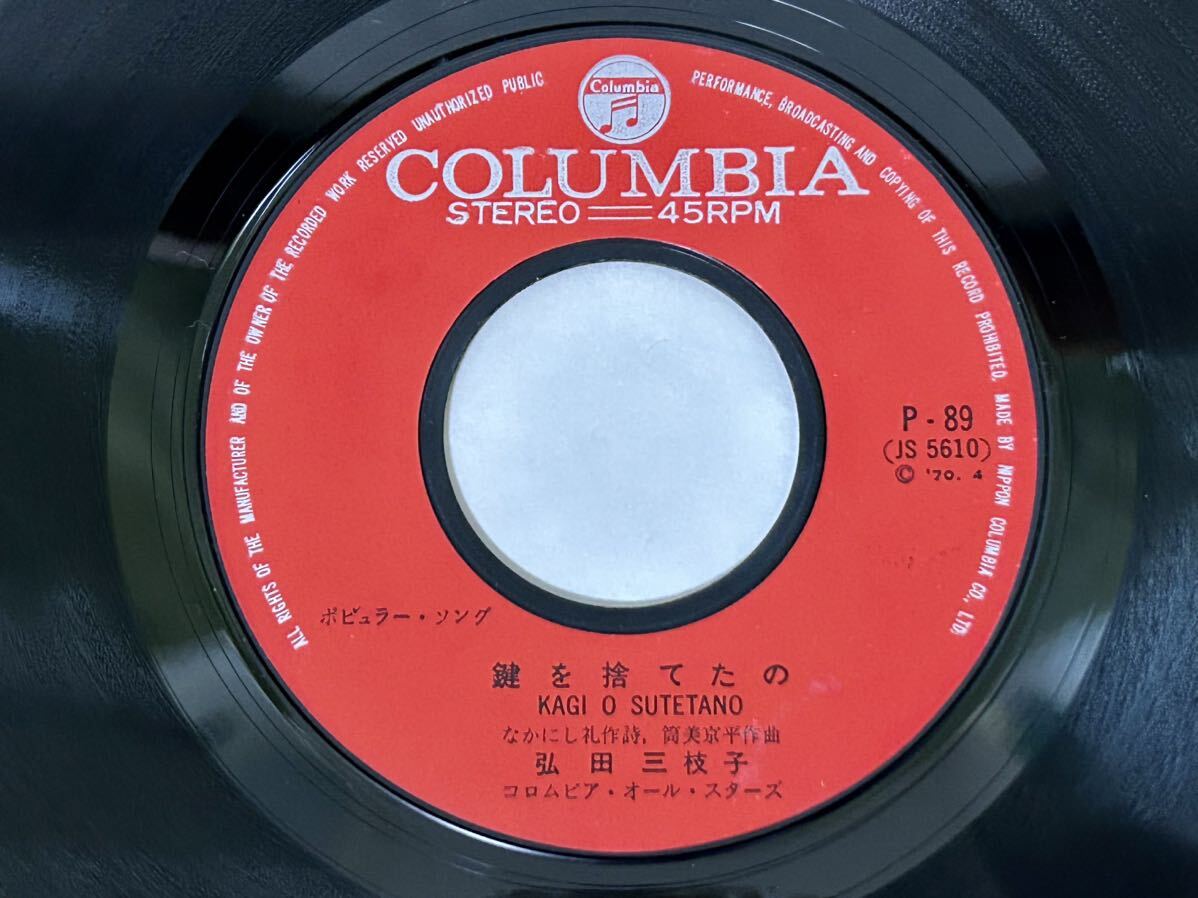 ALL RIGHTS OF THE MANUFACTURER AND OF THE OWNER OF THE RECORDED WORK RESERVED UNAUTHORIZED PUBLIC PERFORMANCE, BROADCASTING AND COPYING OF THIS RECORD PROHIBITED. MADE BY NIPPON COLUMBIA CO., LTD.
Columbia
COLUMBIA
STEREO 45RPM
P-89
(JS 5610)
© '70. 4
ポピュラー・ソング
鍵を捨てたの
KAGI O SUTETANO
なかにし礼作詩, 筒美京平作曲
弘田三枝子
コロムビア・オール・スターズ